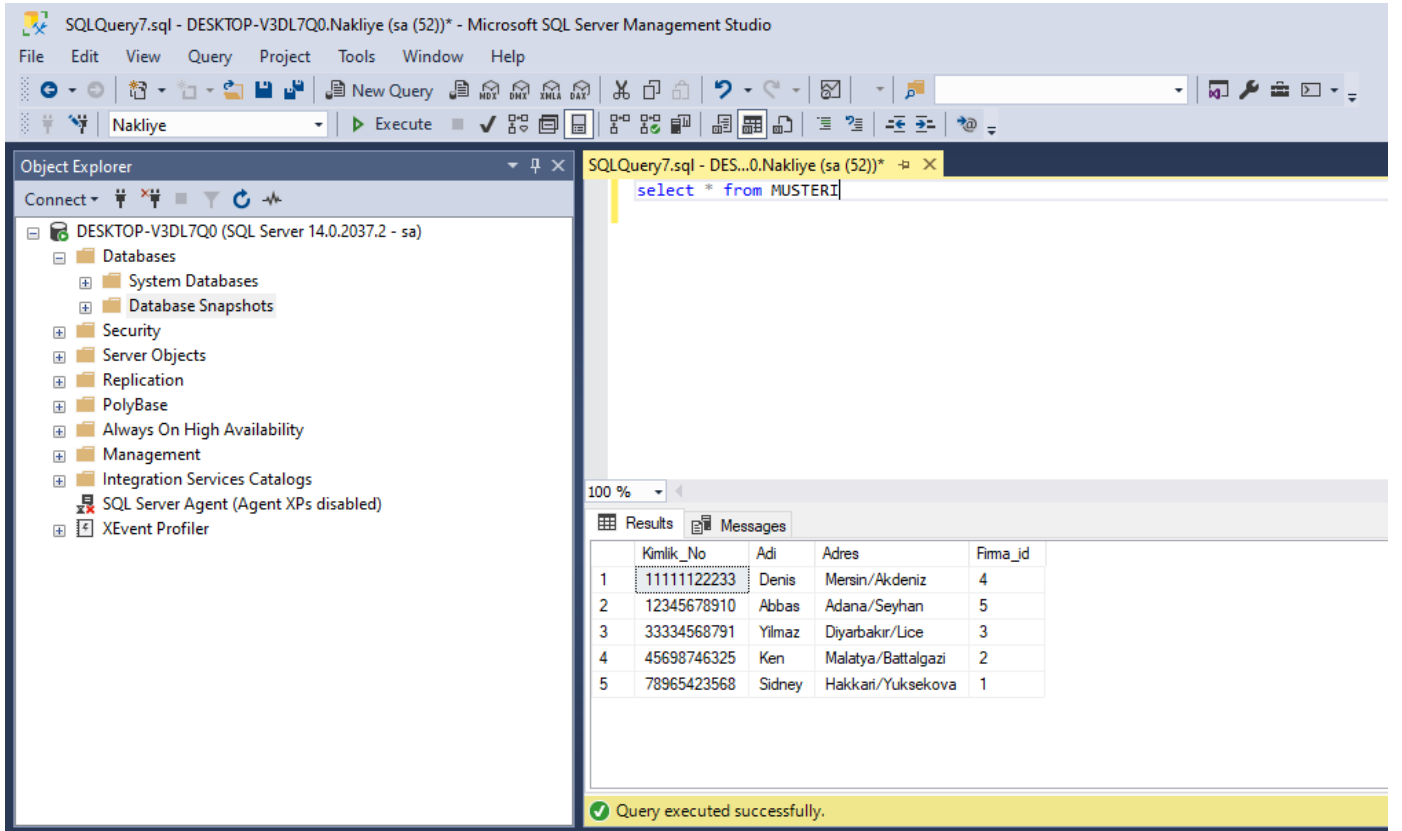 SQLQuery7.sql - DESKTOP-V3DL7Q0.Nakliye (sa (52))* - Microsoft SQL Server Management Studio
File Edit View Query Project Tools Window Help
New Query MDX DMX XMLA DAX
Nakliye Execute
Object Explorer
Connect
DESKTOP-V3DL7Q0 (SQL Server 14.0.2037.2 - sa)
Databases
System Databases
Database Snapshots
Security
Server Objects
Replication
PolyBase
Always On High Availability
Management
Integration Services Catalogs
SQL Server Agent (Agent XPs disabled)
XEvent Profiler
SQLQuery7.sql - DES...0.Nakliye (sa (52))*
select * from MUSTERI
100 %
Results Messages
Kimlik_No Adi Adres Firma_id
1 11111122233 Denis Mersin/Akdeniz 4
2 12345678910 Abbas Adana/Seyhan 5
3 33334568791 Yilmaz Diyarbakır/Lice 3
4 45698746325 Ken Malatya/Battalgazi 2
5 78965423568 Sidney Hakkari/Yuksekova 1
Query executed successfully.